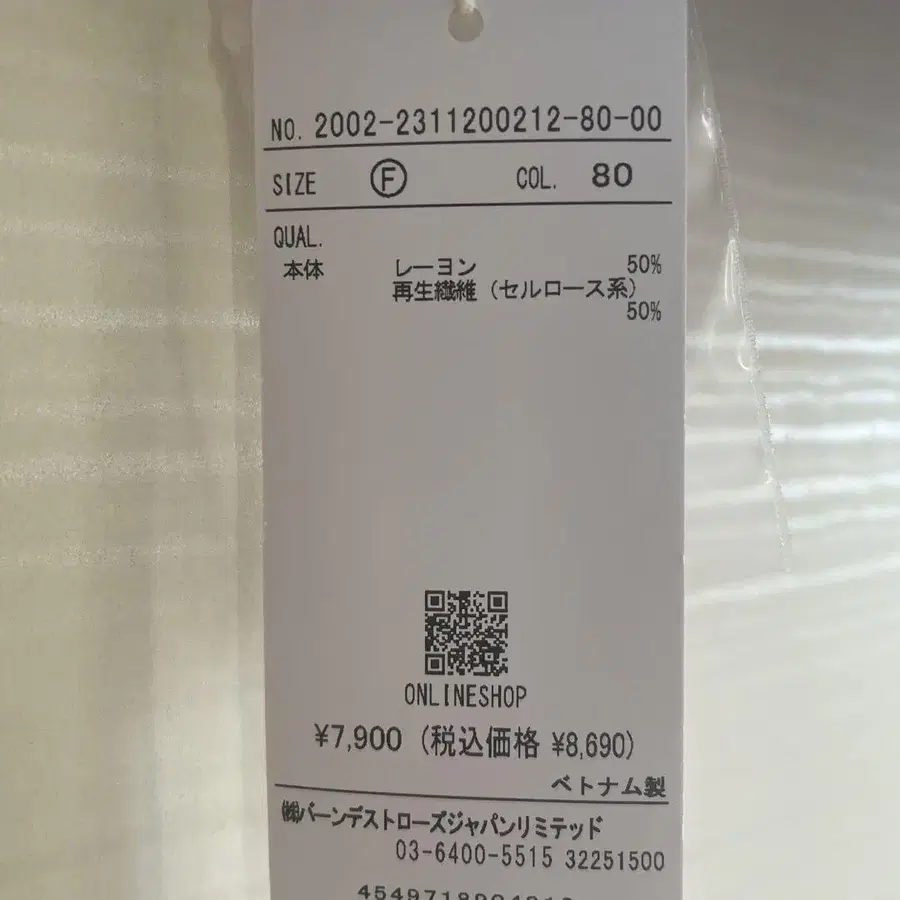 NO. 2002-2311200212-80-00
SIZE Ⓕ COL. 80
QUAL.
本体 レーヨン 50%
再生繊維（セルロース系）
50%
ONLINESHOP
¥7,900（税込価格 ¥8,690）
ベトナム製
㈱バーンデストローズジャパンリミテッド
03-6400-5515 32251500